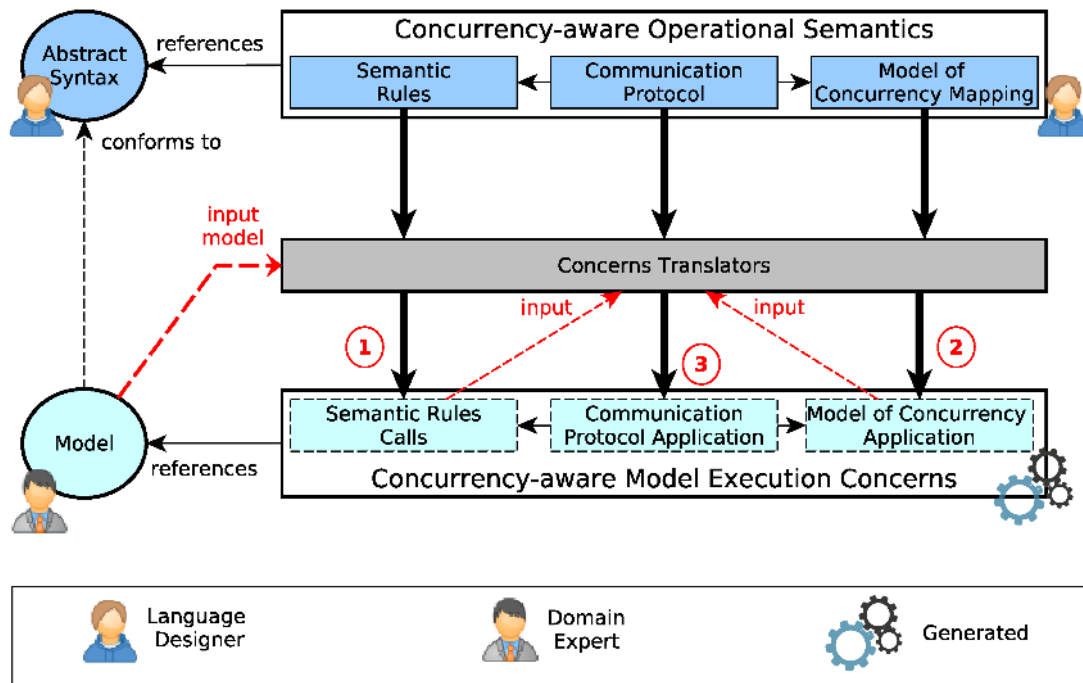 Concurrency-aware Operational Semantics
Abstract
Syntax
references
Semantic
Rules
Communication
Protocol
Model of
Concurrency Mapping
conforms to
input
model
Concerns Translators
input
input
1
3
2
Semantic Rules
Calls
Communication
Protocol Application
Model of Concurrency
Application
Model
references
Concurrency-aware Model Execution Concerns
Language
Designer
Domain
Expert
Generated